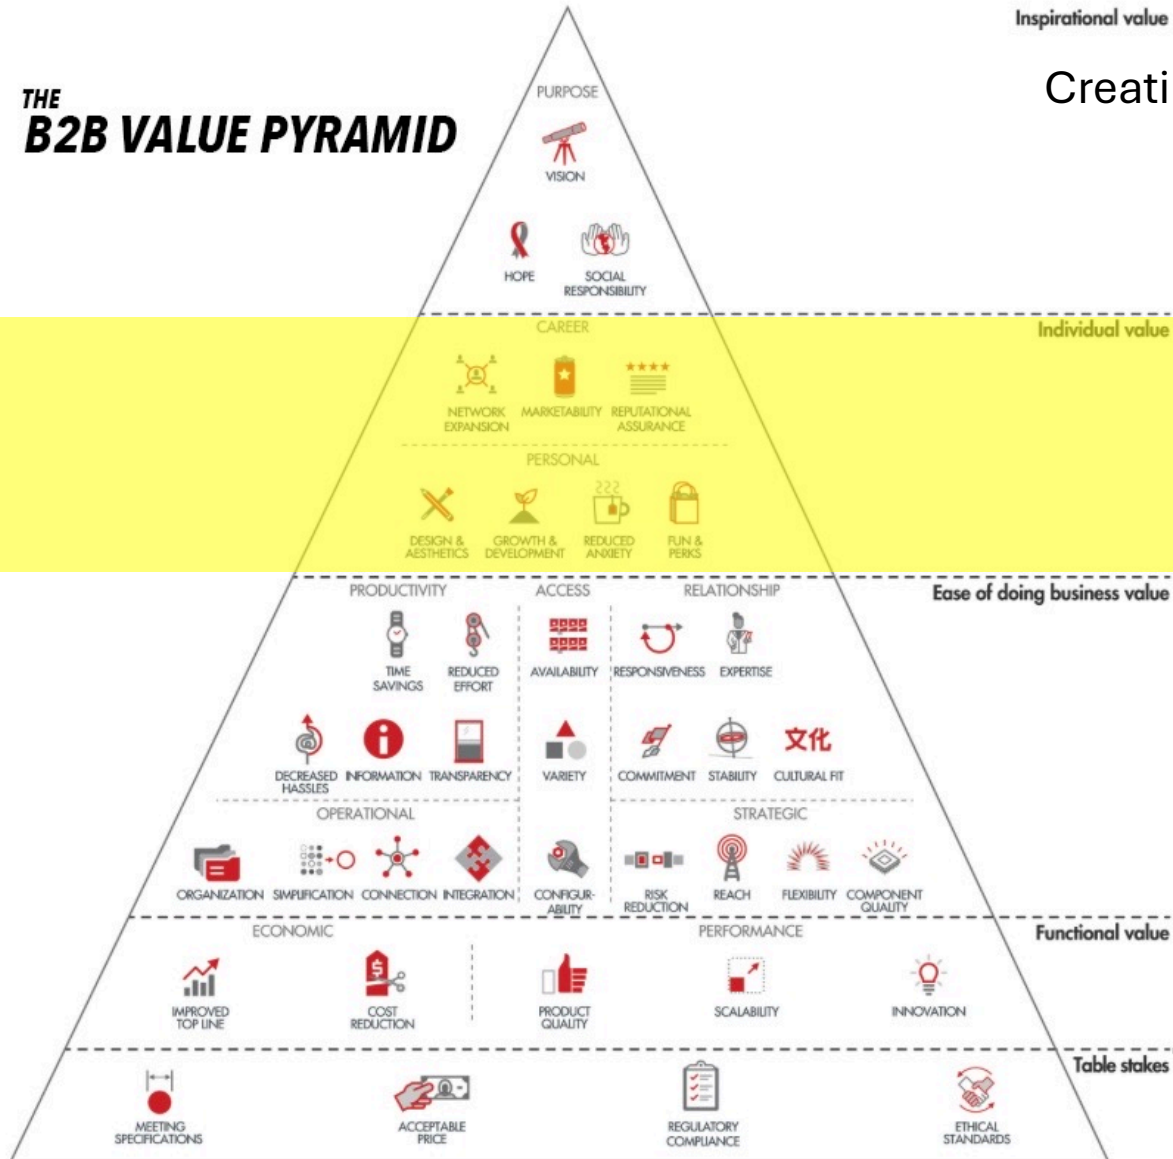 Inspirational value
Creati
THE
B2B VALUE PYRAMID
PURPOSE
VISION
HOPE
SOCIAL
RESPONSIBILITY
CAREER
Individual value
NETWORK
EXPANSION
MARKETABILITY
REPUTATIONAL
ASSURANCE
PERSONAL
DESIGN &
AESTHETICS
GROWTH &
DEVELOPMENT
REDUCED
ANXIETY
FUN &
PERKS
PRODUCTIVITY
ACCESS
RELATIONSHIP
Ease of doing business value
TIME
SAVINGS
REDUCED
EFFORT
AVAILABILITY
RESPONSIVENESS
EXPERTISE
DECREASED
HASSLES
INFORMATION
TRANSPARENCY
VARIETY
COMMITMENT
STABILITY
文化
CULTURAL FIT
OPERATIONAL
STRATEGIC
ORGANIZATION
SIMPLIFICATION
CONNECTION
INTEGRATION
CONFIGUR-
ABILITY
RISK
REDUCTION
REACH
FLEXIBILITY
COMPONENT
QUALITY
ECONOMIC
PERFORMANCE
Functional value
IMPROVED
TOP LINE
$
COST
REDUCTION
PRODUCT
QUALITY
SCALABILITY
INNOVATION
Table stakes
MEETING
SPECIFICATIONS
ACCEPTABLE
PRICE
REGULATORY
COMPLIANCE
ETHICAL
STANDARDS